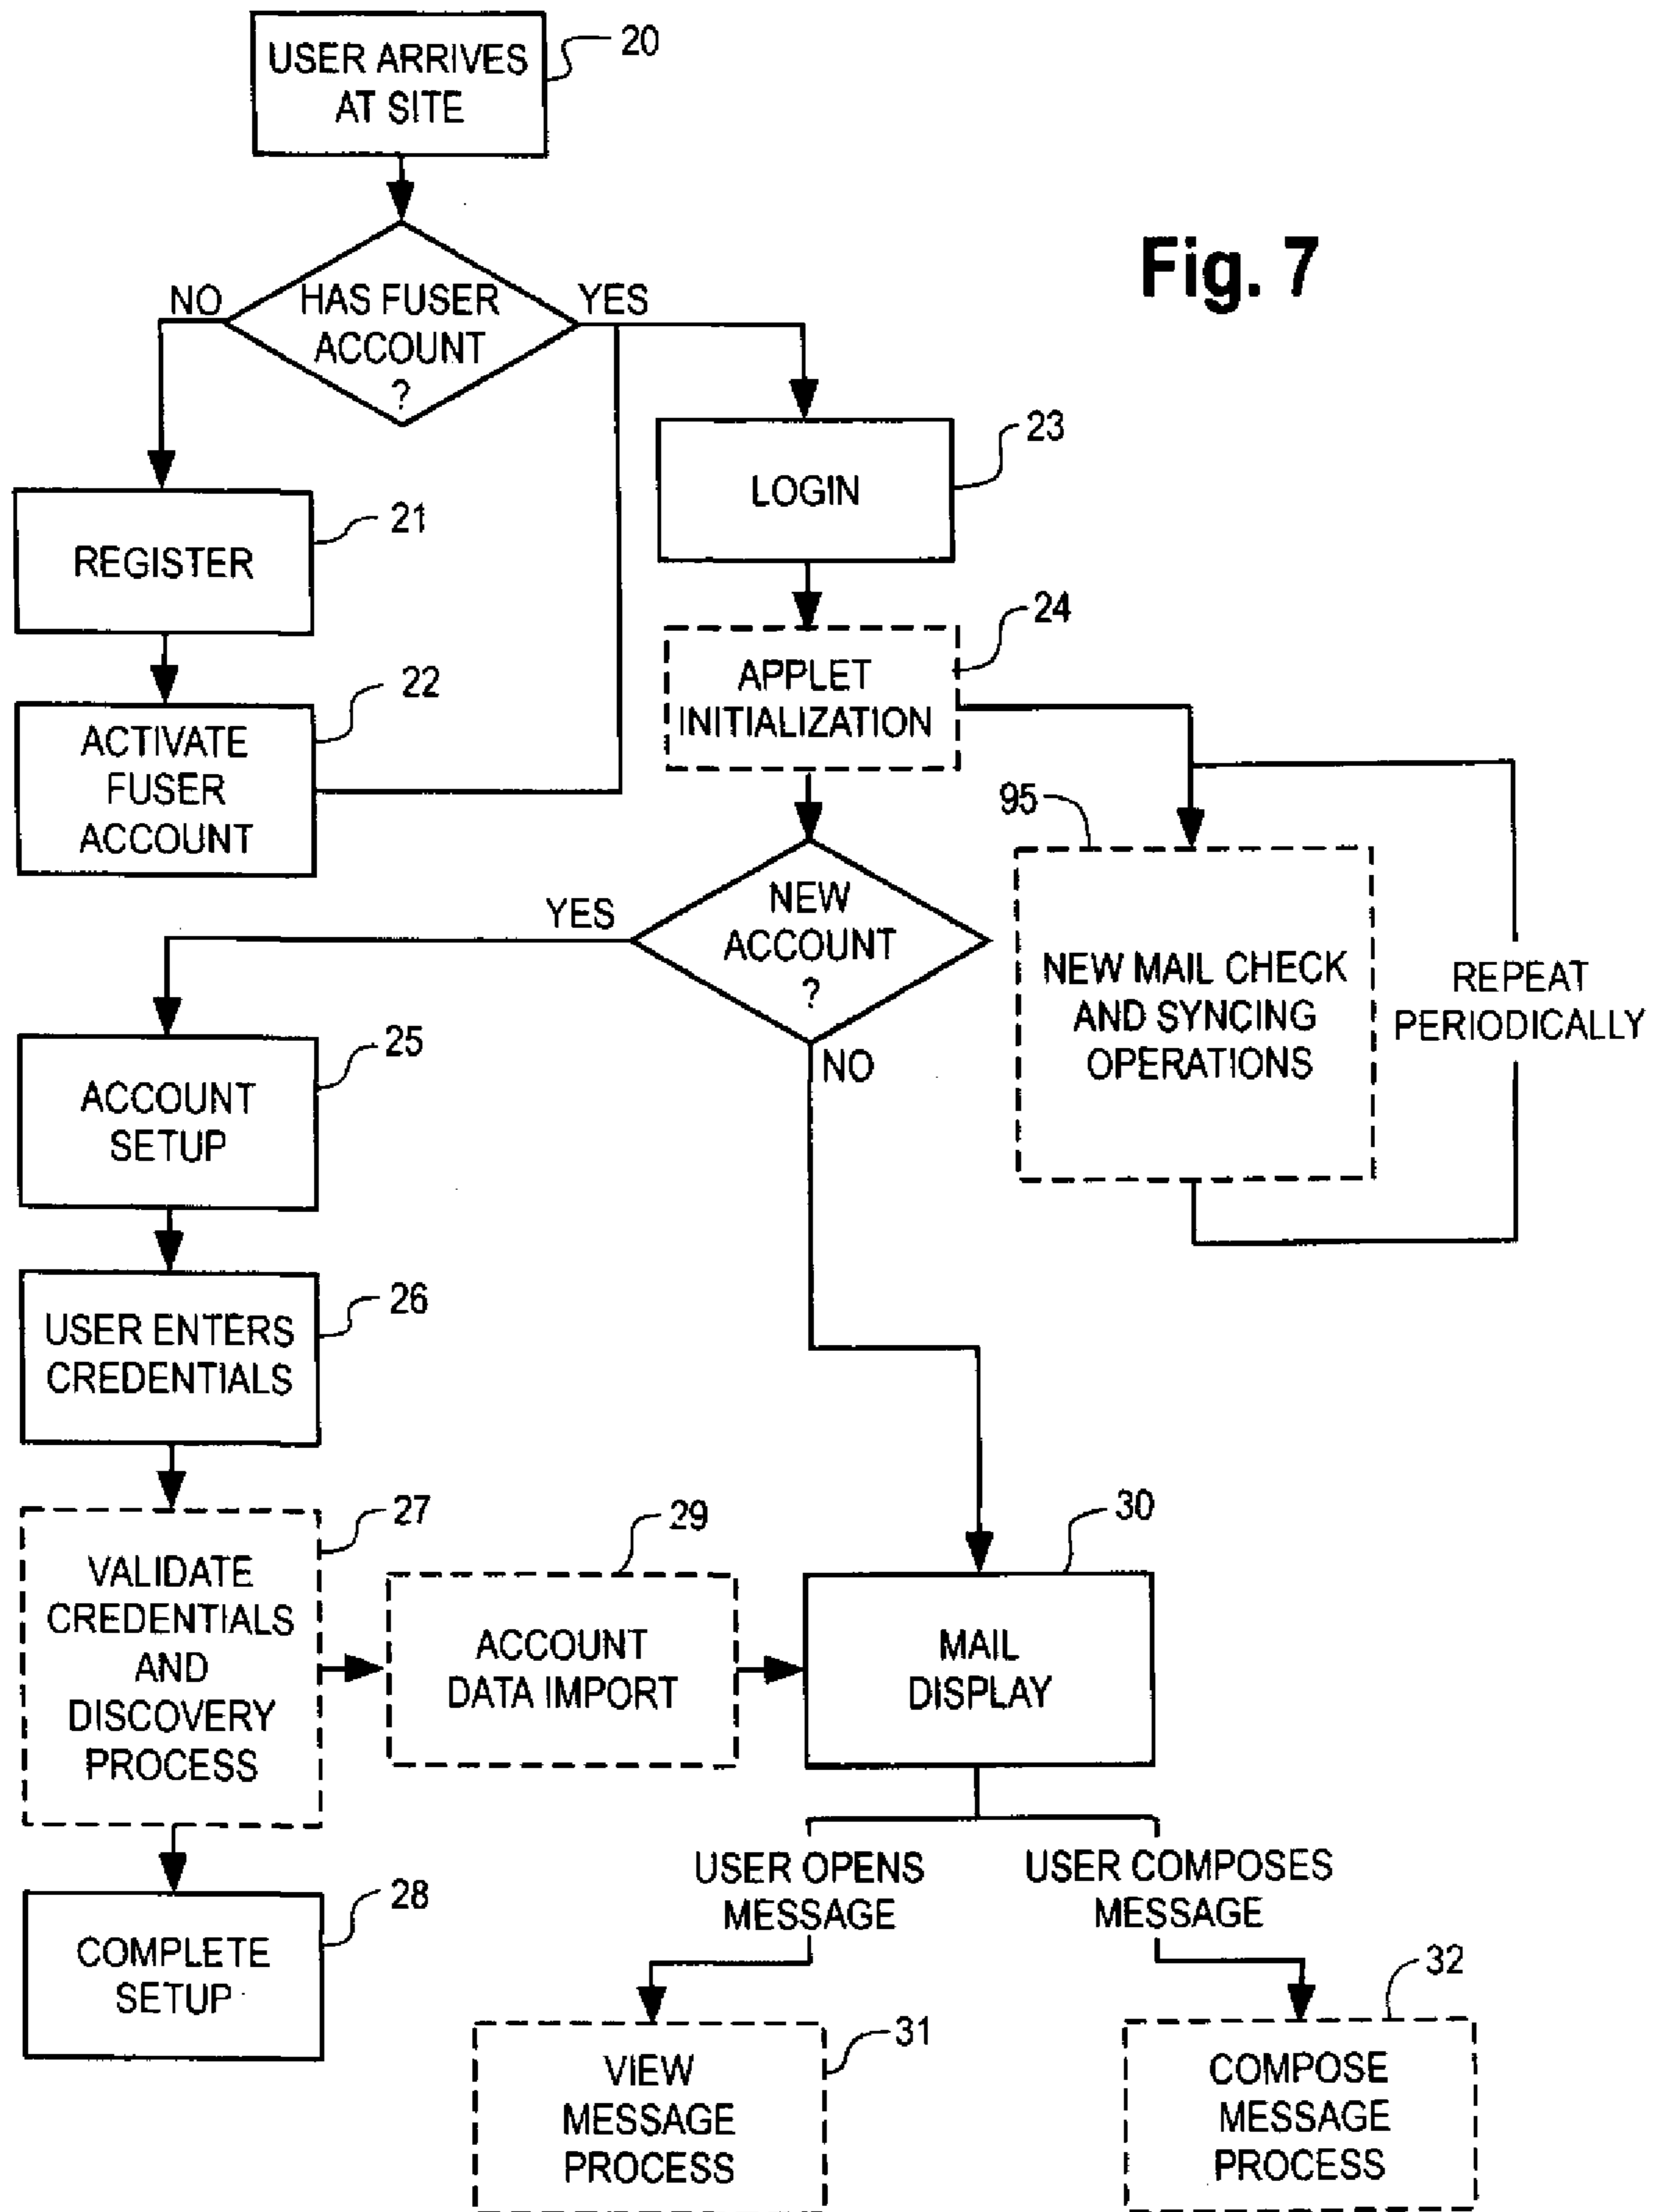 USER ARRIVES
AT SITE
20
Fig. 7
NO
HAS FUSER
ACCOUNT
?
YES
REGISTER
21
LOGIN
23
ACTIVATE
FUSER
ACCOUNT
22
APPLET
INITIALIZATION
24
NEW
ACCOUNT
?
YES
NO
95
NEW MAIL CHECK
AND SYNCING
OPERATIONS
REPEAT
PERIODICALLY
ACCOUNT
SETUP
25
USER ENTERS
CREDENTIALS
26
VALIDATE
CREDENTIALS
AND
DISCOVERY
PROCESS
27
ACCOUNT
DATA IMPORT
29
MAIL
DISPLAY
30
COMPLETE
SETUP
28
USER OPENS
MESSAGE
USER COMPOSES
MESSAGE
VIEW
MESSAGE
PROCESS
31
COMPOSE
MESSAGE
PROCESS
32